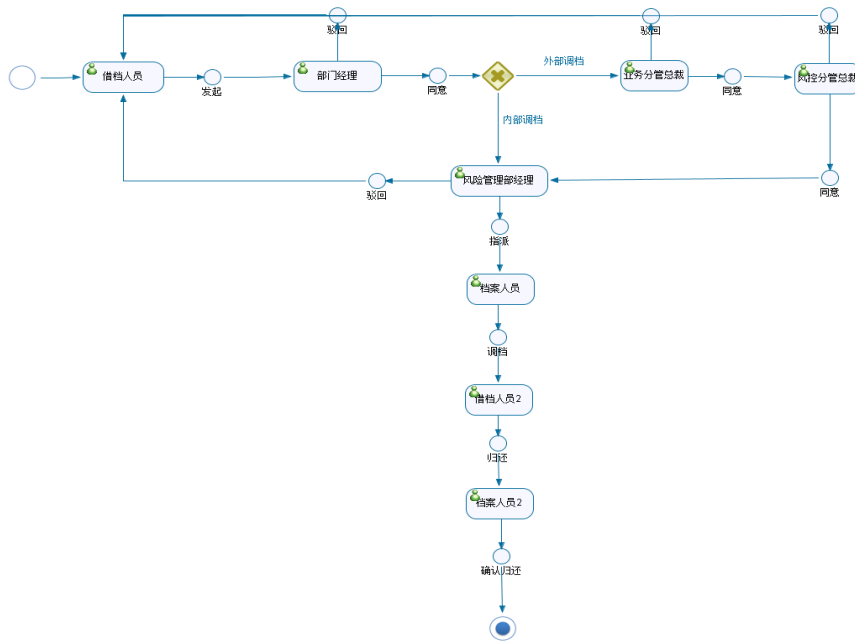 驳回
驳回
驳回
借档人员
发起
部门经理
同意
外部调档
业务分管总裁
同意
风控分管总裁
内部调档
驳回
风险管理部经理
同意
指派
档案人员
调档
借档人员2
归还
档案人员2
确认归还